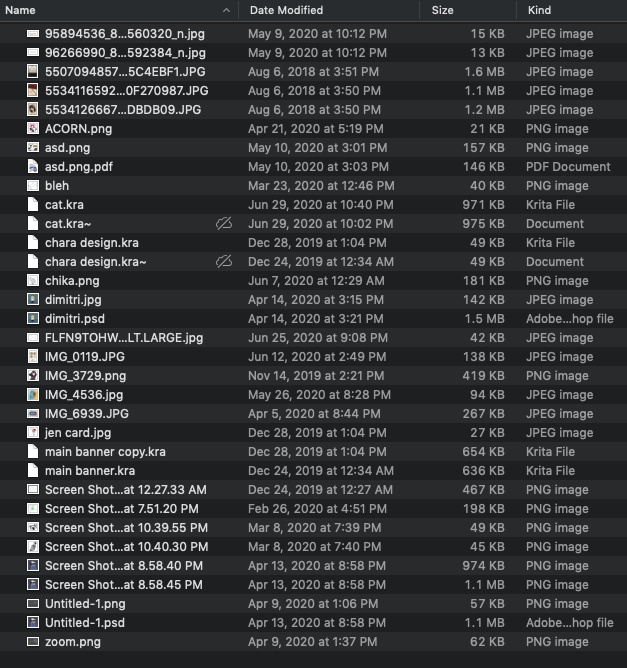 Name Date Modified Size Kind
95894536_8...560320_n.jpg May 9, 2020 at 10:12 PM 15 KB JPEG image
96266990_8...592384_n.jpg May 9, 2020 at 10:12 PM 13 KB JPEG image
5507094857...5C4EBF1.JPG Aug 6, 2018 at 3:51 PM 1.6 MB JPEG image
5534116592...0F270987.JPG Aug 6, 2018 at 3:50 PM 1.1 MB JPEG image
5534126667...DBDB09.JPG Aug 6, 2018 at 3:50 PM 1.2 MB JPEG image
ACORN.png Apr 21, 2020 at 5:19 PM 21 KB PNG image
asd.png May 10, 2020 at 3:01 PM 157 KB PNG image
asd.png.pdf May 10, 2020 at 3:03 PM 146 KB PDF Document
bleh Mar 23, 2020 at 12:46 PM 40 KB PNG image
cat.kra Jun 29, 2020 at 10:40 PM 971 KB Krita File
cat.kra~ Jun 29, 2020 at 10:02 PM 975 KB Document
chara design.kra Dec 28, 2019 at 1:04 PM 49 KB Krita File
chara design.kra~ Dec 24, 2019 at 12:34 AM 49 KB Document
chika.png Jun 7, 2020 at 12:29 AM 181 KB PNG image
dimitri.jpg Apr 14, 2020 at 3:15 PM 142 KB JPEG image
dimitri.psd Apr 14, 2020 at 3:21 PM 1.5 MB Adobe...hop file
FLFN9TOHW...LT.LARGE.jpg Jun 25, 2020 at 9:08 PM 42 KB JPEG image
IMG_0119.JPG Jun 12, 2020 at 2:49 PM 138 KB JPEG image
IMG_3729.png Nov 14, 2019 at 2:21 PM 419 KB PNG image
IMG_4536.jpg May 26, 2020 at 8:28 PM 94 KB JPEG image
IMG_6939.JPG Apr 5, 2020 at 8:44 PM 267 KB JPEG image
jen card.jpg Dec 28, 2019 at 1:04 PM 27 KB JPEG image
main banner copy.kra Dec 28, 2019 at 1:04 PM 654 KB Krita File
main banner.kra Dec 24, 2019 at 12:34 AM 636 KB Krita File
Screen Shot...at 12.27.33 AM Dec 24, 2019 at 12:27 AM 467 KB PNG image
Screen Shot...at 7.51.20 PM Feb 26, 2020 at 4:51 PM 198 KB PNG image
Screen Shot...at 10.39.55 PM Mar 8, 2020 at 7:39 PM 49 KB PNG image
Screen Shot...at 10.40.30 PM Mar 8, 2020 at 7:40 PM 45 KB PNG image
Screen Shot...at 8.58.40 PM Apr 13, 2020 at 8:58 PM 974 KB PNG image
Screen Shot...at 8.58.45 PM Apr 13, 2020 at 8:58 PM 1.1 MB PNG image
Untitled-1.png Apr 9, 2020 at 1:06 PM 57 KB PNG image
Untitled-1.psd Apr 13, 2020 at 8:58 PM 1.1 MB Adobe...hop file
zoom.png Apr 9, 2020 at 1:37 PM 62 KB PNG image